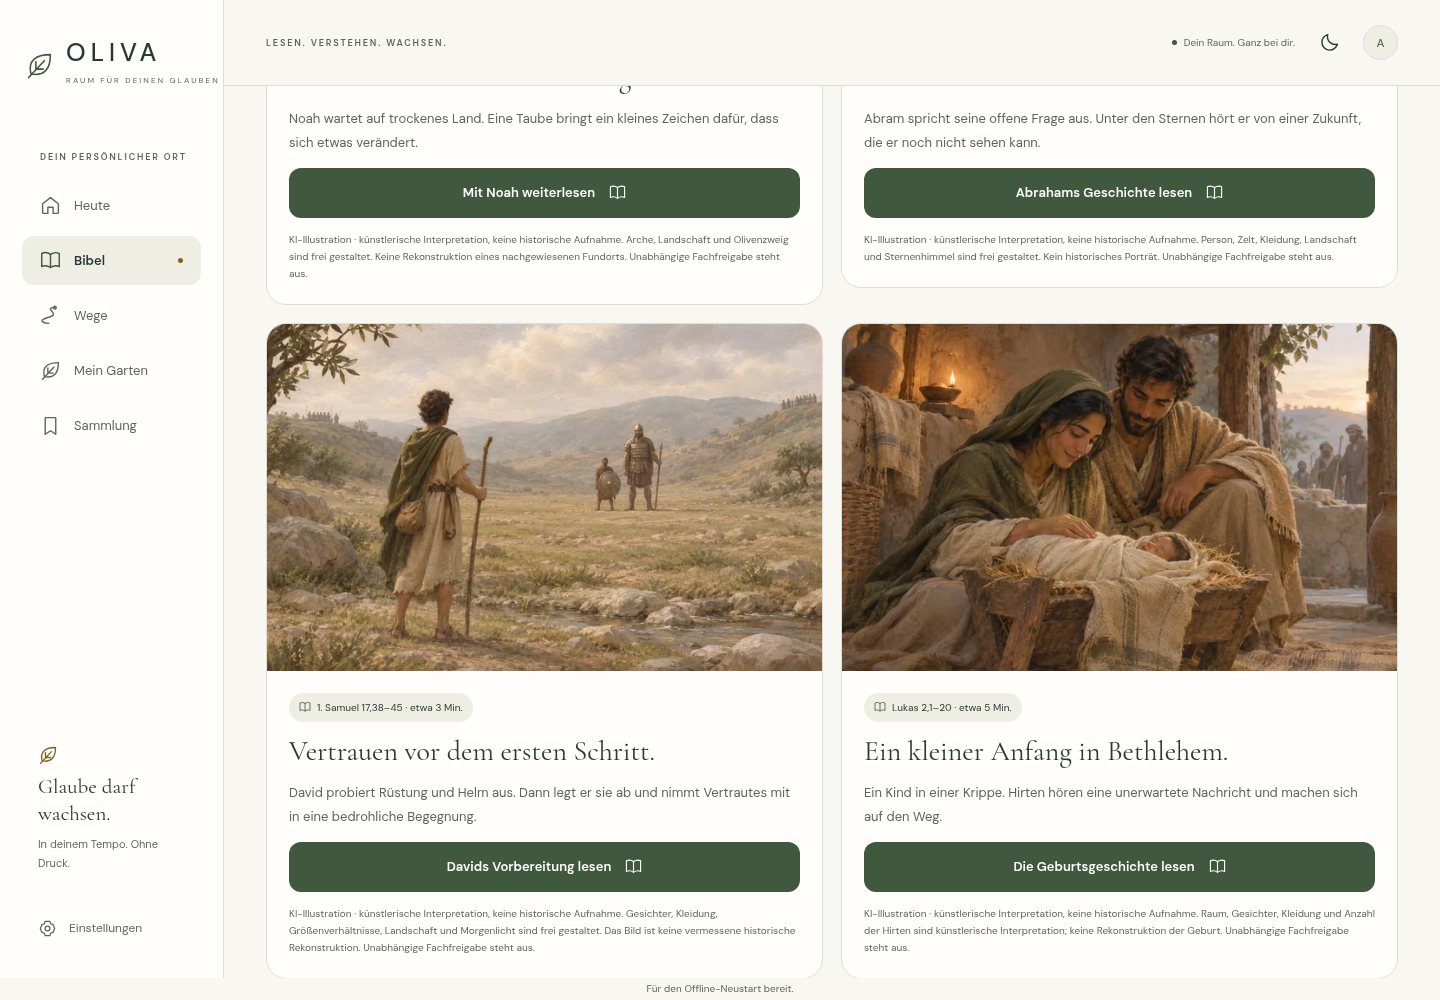 OLIVA
RAUM FÜR DEINEN GLAUBEN
DEIN PERSÖNLICHER ORT
Heute
Bibel
Wege
Mein Garten
Sammlung
Glaube darf
wachsen.
In deinem Tempo. Ohne
Druck.
Einstellungen
LESEN. VERSTEHEN. WACHSEN.
Dein Raum. Ganz bei dir.
A
Noah wartet auf trockenes Land. Eine Taube bringt ein kleines Zeichen dafür, dass
sich etwas verändert.
Mit Noah weiterlesen
KI-Illustration · künstlerische Interpretation, keine historische Aufnahme. Arche, Landschaft und Olivenzweig
sind frei gestaltet. Keine Rekonstruktion eines nachgewiesenen Fundorts. Unabhängige Fachfreigabe steht
aus.
Abram spricht seine offene Frage aus. Unter den Sternen hört er von einer Zukunft,
die er noch nicht sehen kann.
Abrahams Geschichte lesen
KI-Illustration · künstlerische Interpretation, keine historische Aufnahme. Person, Zelt, Kleidung, Landschaft
und Sternenhimmel sind frei gestaltet. Kein historisches Porträt. Unabhängige Fachfreigabe steht aus.
1. Samuel 17,38–45 · etwa 3 Min.
Vertrauen vor dem ersten Schritt.
David probiert Rüstung und Helm aus. Dann legt er sie ab und nimmt Vertrautes mit
in eine bedrohliche Begegnung.
Davids Vorbereitung lesen
KI-Illustration · künstlerische Interpretation, keine historische Aufnahme. Gesichter, Kleidung,
Größenverhältnisse, Landschaft und Morgenlicht sind frei gestaltet. Das Bild ist keine vermessene historische
Rekonstruktion. Unabhängige Fachfreigabe steht aus.
Lukas 2,1–20 · etwa 5 Min.
Ein kleiner Anfang in Bethlehem.
Ein Kind in einer Krippe. Hirten hören eine unerwartete Nachricht und machen sich
auf den Weg.
Die Geburtsgeschichte lesen
KI-Illustration · künstlerische Interpretation, keine historische Aufnahme. Raum, Gesichter, Kleidung und Anzahl
der Hirten sind künstlerische Interpretation; keine Rekonstruktion der Geburt. Unabhängige Fachfreigabe
steht aus.
Für den Offline-Neustart bereit.